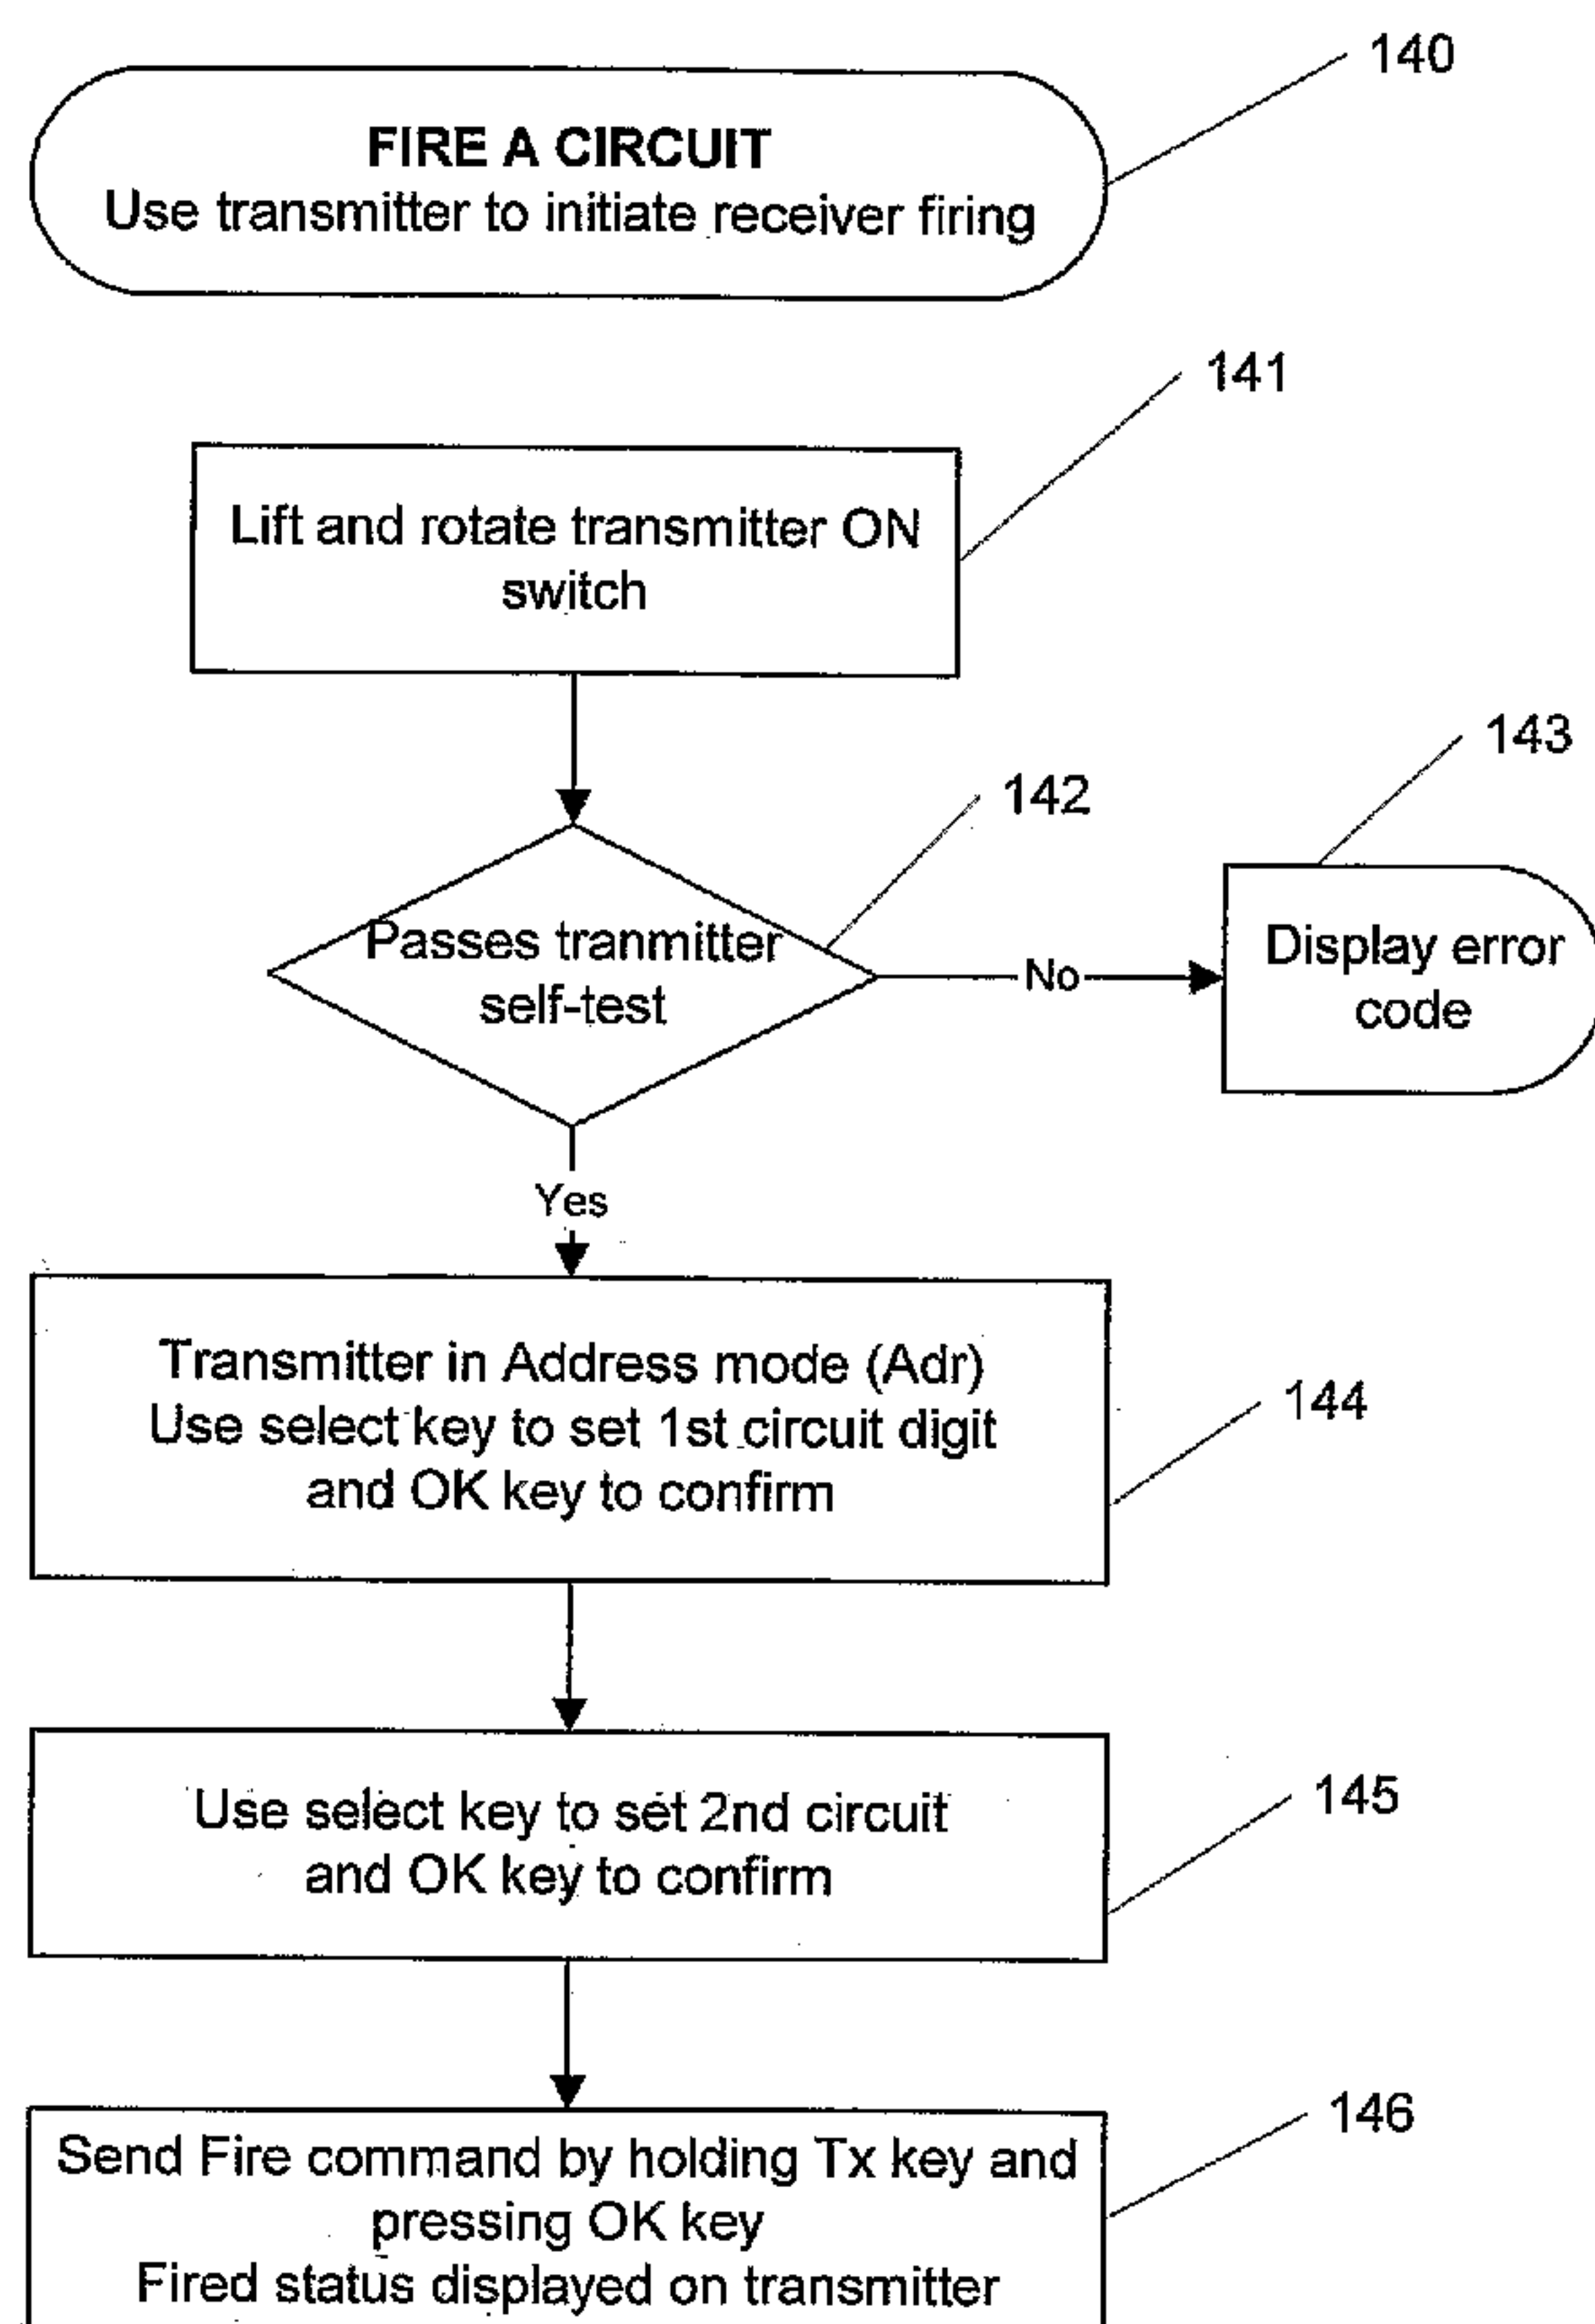 140
FIRE A CIRCUIT
Use transmitter to initiate receiver firing
141
Lift and rotate transmitter ON
switch
142
143
Passes tranmitter
self-test
No
Display error
code
Yes
Transmitter in Address mode (Adr)
Use select key to set 1st circuit digit
and OK key to confirm
144
Use select key to set 2nd circuit
and OK key to confirm
145
146
Send Fire command by holding Tx key and
pressing OK key
Fired status displayed on transmitter